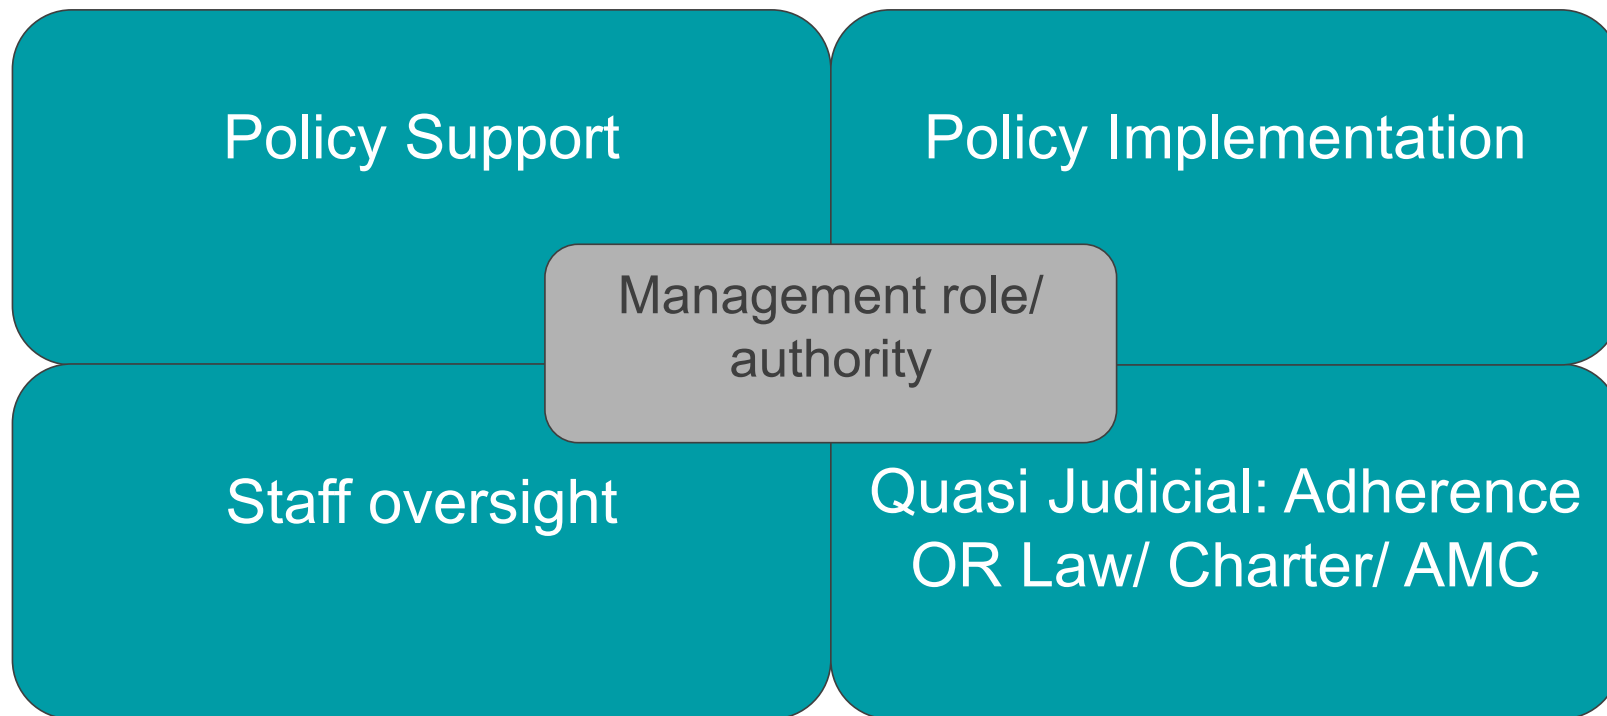 Policy Support
Policy Implementation
Management role/
authority
Staff oversight
Quasi Judicial: Adherence
OR Law/ Charter/ AMC